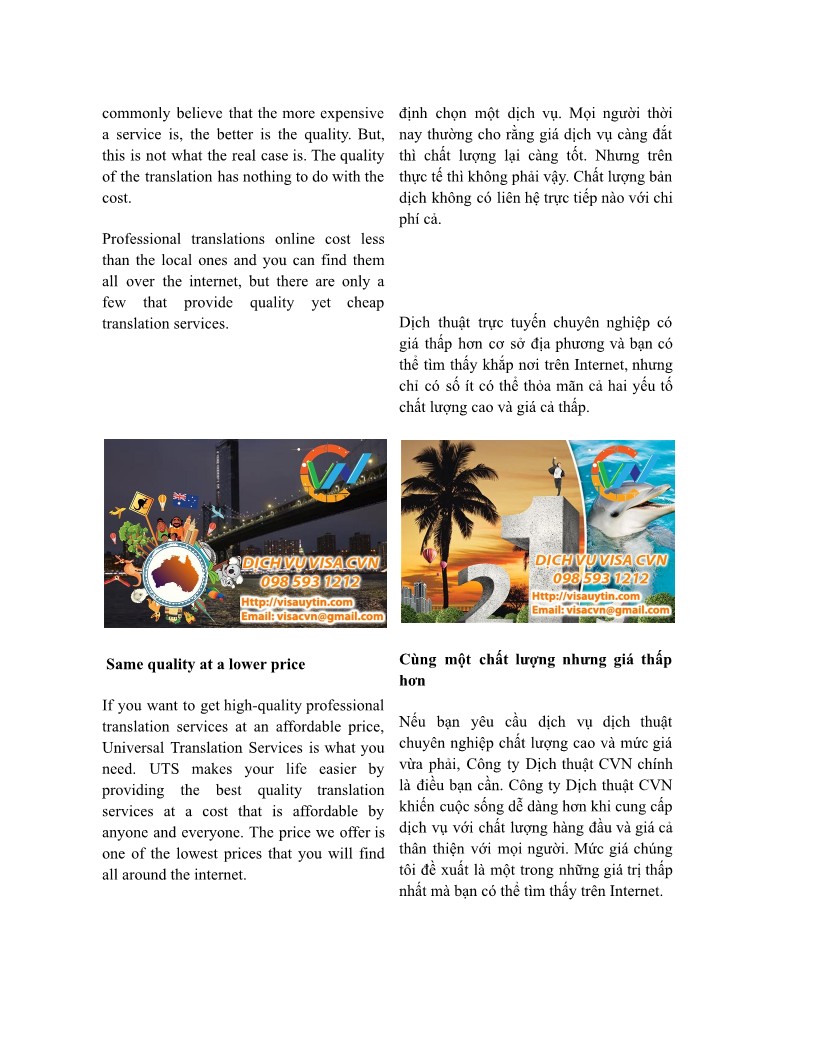 commonly believe that the more expensive
a service is, the better is the quality. But,
this is not what the real case is. The quality
of the translation has nothing to do with the
cost.
Professional translations online cost less
than the local ones and you can find them
all over the internet, but there are only a
few that provide quality yet cheap
translation services.
định chọn một dịch vụ. Mọi người thời
nay thường cho rằng giá dịch vụ càng đắt
thì chất lượng lại càng tốt. Nhưng trên
thực tế thì không phải vậy. Chất lượng bản
dịch không có liên hệ trực tiếp nào với chi
phí cả.
Dịch thuật trực tuyến chuyên nghiệp có
giá thấp hơn cơ sở địa phương và bạn có
thể tìm thấy khắp nơi trên Internet, nhưng
chỉ có số ít có thể thỏa mãn cả hai yếu tố
chất lượng cao và giá cả thấp.
CVN
DỊCH VỤ VISA CVN
098 593 1212
Http://visauytin.com
Email: visacvn@gmail.com
CVN
21
DỊCH VỤ VISA CVN
098 593 1212
Http://visauytin.com
Email: visacvn@gmail.com
Same quality at a lower price
If you want to get high-quality professional
translation services at an affordable price,
Universal Translation Services is what you
need. UTS makes your life easier by
providing the best quality translation
services at a cost that is affordable by
anyone and everyone. The price we offer is
one of the lowest prices that you will find
all around the internet.
Cùng một chất lượng nhưng giá thấp
hơn
Nếu bạn yêu cầu dịch vụ dịch thuật
chuyên nghiệp chất lượng cao và mức giá
vừa phải, Công ty Dịch thuật CVN chính
là điều bạn cần. Công ty Dịch thuật CVN
khiến cuộc sống dễ dàng hơn khi cung cấp
dịch vụ với chất lượng hàng đầu và giá cả
thân thiện với mọi người. Mức giá chúng
tôi đề xuất là một trong những giá trị thấp
nhất mà bạn có thể tìm thấy trên Internet.